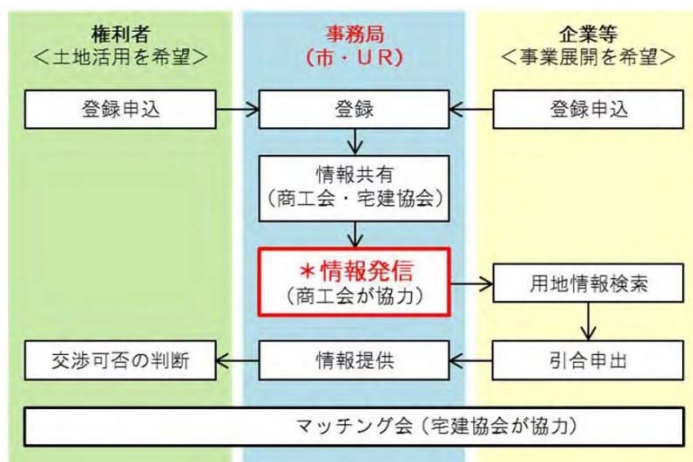 権利者
<土地活用を希望>
事務局
(市・UR)
企業等
<事業展開を希望>
登録申込
登録
登録申込
情報共有
(商工会・宅建協会)
*情報発信
(商工会が協力)
用地情報検索
交渉可否の判断
情報提供
引合申出
マッチング会(宅建協会が協力)